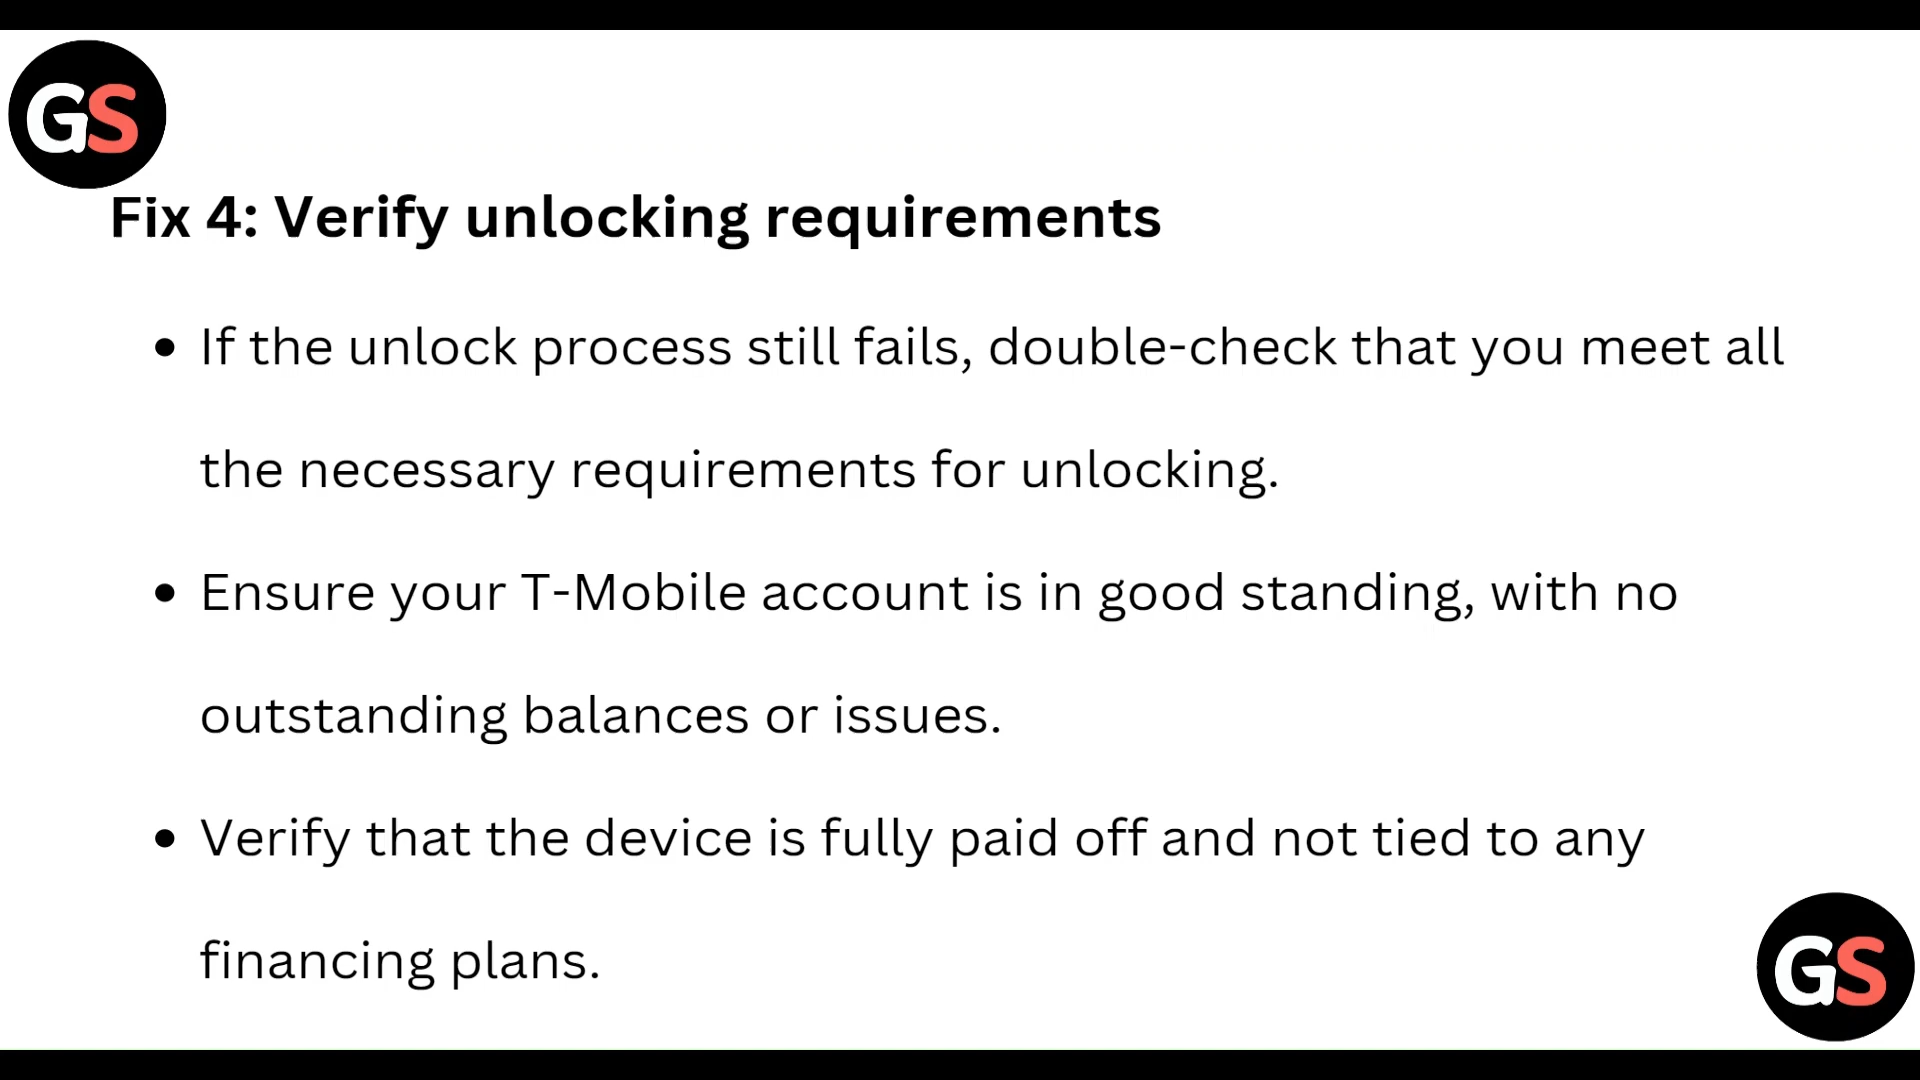 GS
Fix 4: Verify unlocking requirements
• If the unlock process still fails, double-check that you meet all
the necessary requirements for unlocking.
• Ensure your T-Mobile account is in good standing, with no
outstanding balances or issues.
• Verify that the device is fully paid off and not tied to any
financing plans.
GS